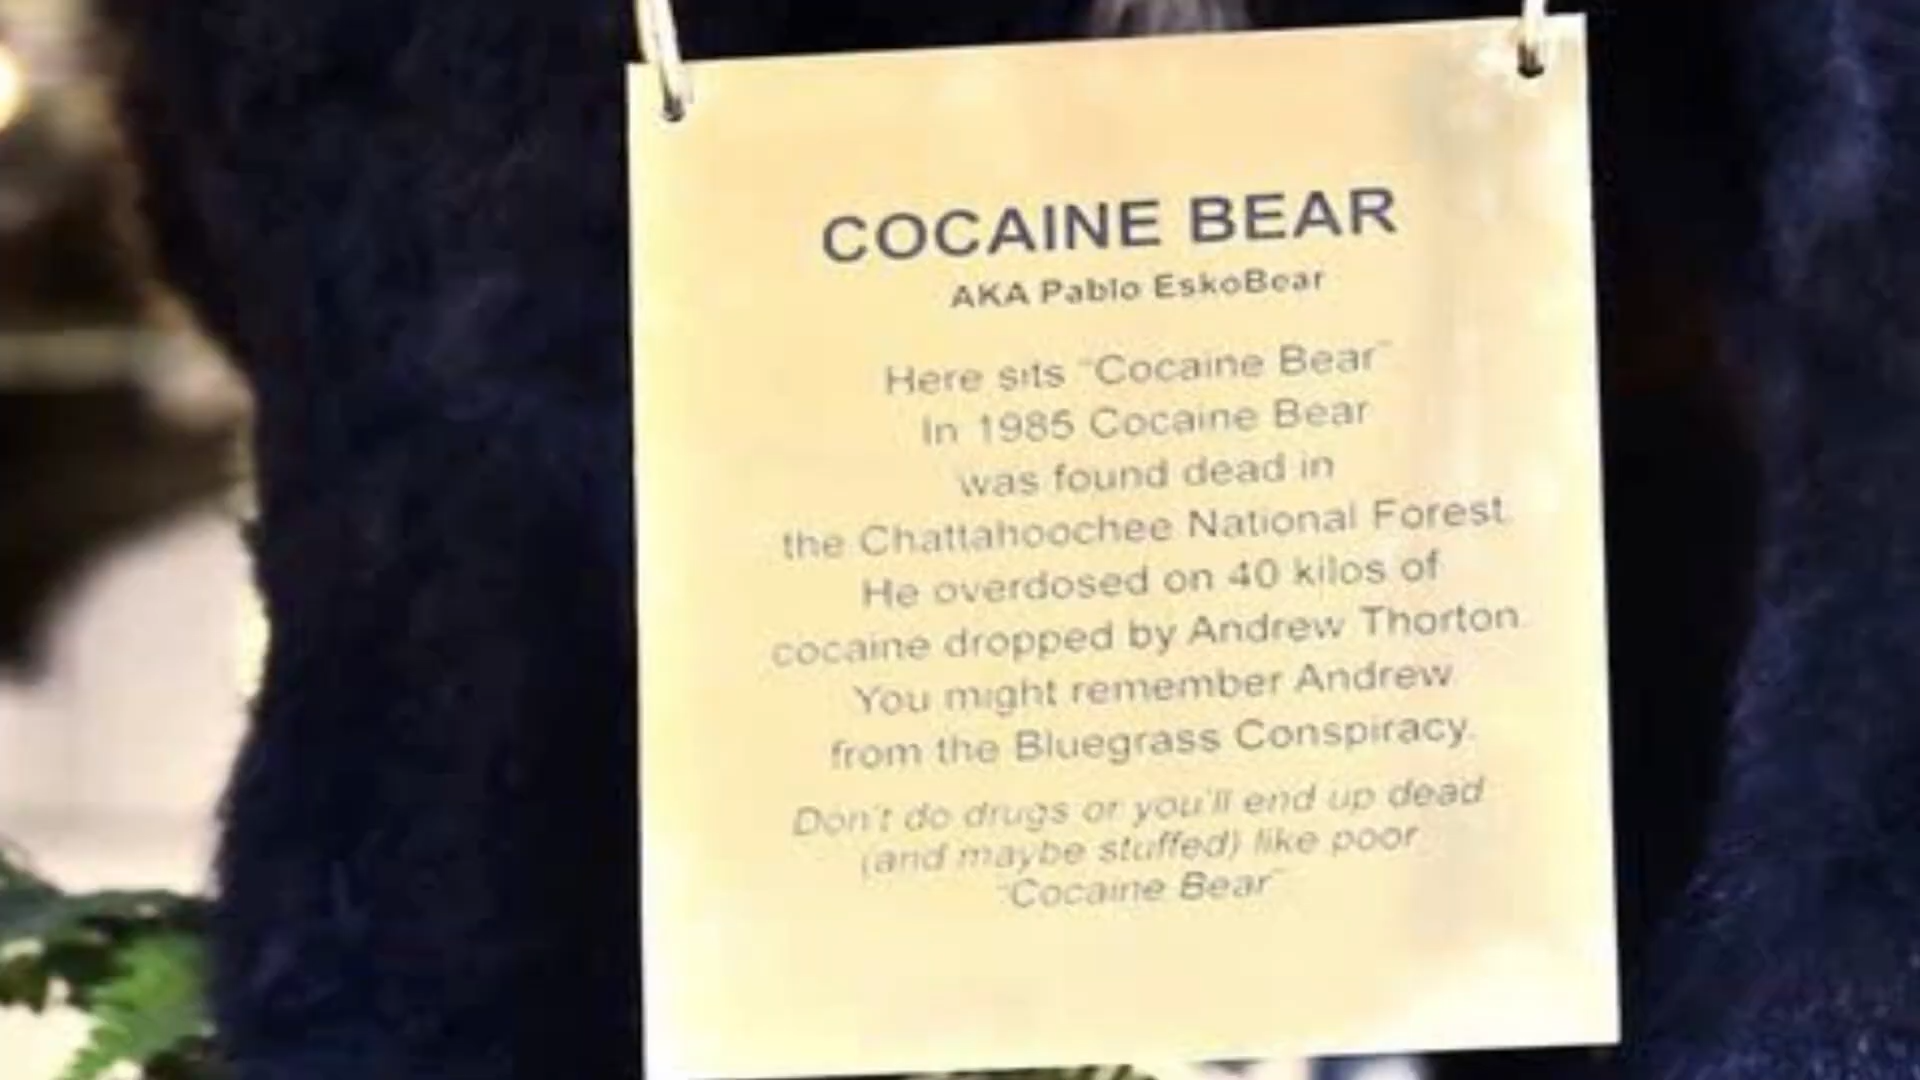 COCAINE BEAR
AKA Pablo EskoBear
Here sits "Cocaine Bear"
In 1985 Cocaine Bear
was found dead in
the Chattahoochee National Forest.
He overdosed on 40 kilos of
cocaine dropped by Andrew Thorton.
You might remember Andrew
from the Bluegrass Conspiracy.
Don't do drugs or you'll end up dead
(and maybe stuffed) like poor
"Cocaine Bear"